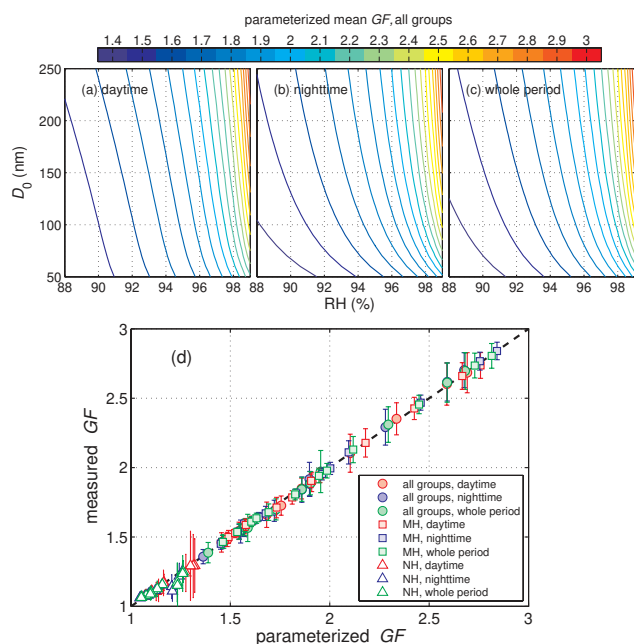 parameterized mean GF, all groups
1.4 1.5 1.6 1.7 1.8 1.9 2 2.1 2.2 2.3 2.4 2.5 2.6 2.7 2.8 2.9 3
(a) daytime
(b) nighttime
(c) whole period
250
200
150
100
50
D0 (nm)
88 90 92 94 96 98
88 90 92 94 96 98
88 90 92 94 96 98
RH (%)
(d)
3
2.5
2
1.5
1
measured GF
all groups, daytime
all groups, nighttime
all groups, whole period
MH, daytime
MH, nighttime
MH, whole period
NH, daytime
NH, nighttime
NH, whole period
1 1.5 2 2.5 3
parameterized GF